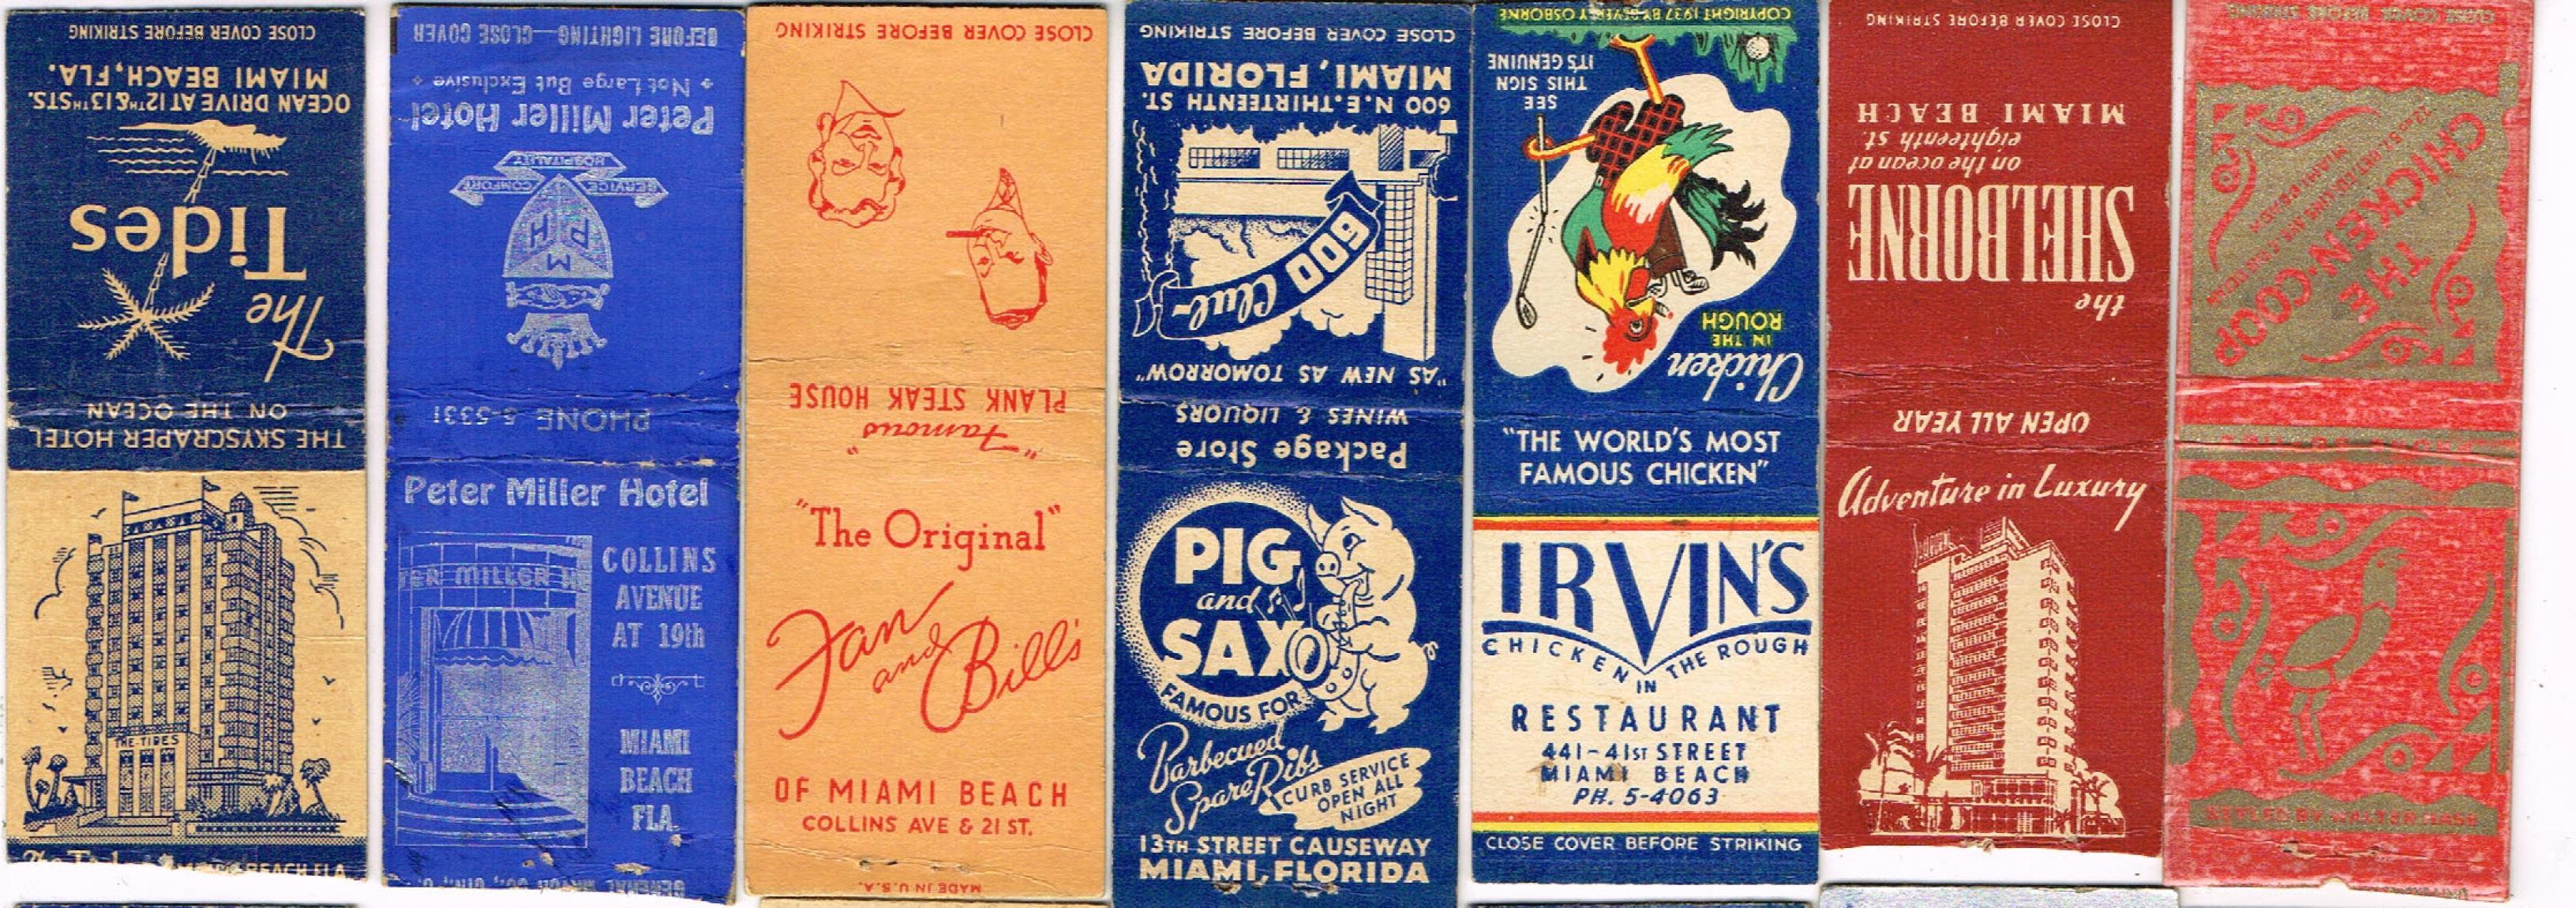 CLOSE COVER BEFORE STRIKING
MIAMI BEACH, FLA.
OCEAN DRIVE AT 12TH & 13TH STS.
The
Tides
ON THE OCEAN
THE SKYSCRAPER HOTEL
THE-TIDES
BEFORE LIGHTING—CLOSE COVER
Not Large But Exclusive
Peter Miller Hotel
HOSPITALITY
COMFORT
SERVICE
P H
M
PHONE 5-5331
Peter Miller Hotel
ER MILLER H
COLLINS
AVENUE
AT 19th
MIAMI
BEACH
FLA.
CLOSE COVER BEFORE STRIKING
"Famous"
PLANK STEAK HOUSE
"The Original"
Fan
and
Bill's
OF MIAMI BEACH
COLLINS AVE & 21 ST.
MADE IN U.S.A.
CLOSE COVER BEFORE STRIKING
"AS NEW AS TOMORROW"
Club 600
600 N.E. THIRTEENTH ST.
MIAMI, FLORIDA
Package Store
WINES & LIQUORS
PIG
and
SAX
FAMOUS FOR
Barbecued
Spare Ribs
CURB SERVICE
OPEN ALL
NIGHT
13TH STREET CAUSEWAY
MIAMI, FLORIDA
COPYRIGHT 1937 BY BEVERLY OSBORNE
SEE
THIS SIGN
IT'S GENUINE
Chicken
IN THE
ROUGH
"THE WORLD'S MOST
FAMOUS CHICKEN"
IRVIN'S
CHICKEN IN THE ROUGH
RESTAURANT
441-41ST STREET
MIAMI BEACH
PH. 5-4063
CLOSE COVER BEFORE STRIKING
CLOSE COVER BEFORE STRIKING
the
SHELBORNE
on the ocean at
eighteenth st.
MIAMI BEACH
OPEN ALL YEAR
Adventure in Luxury
CLOSE COVER BEFORE STRIKING
THE
CHICKEN-COOP